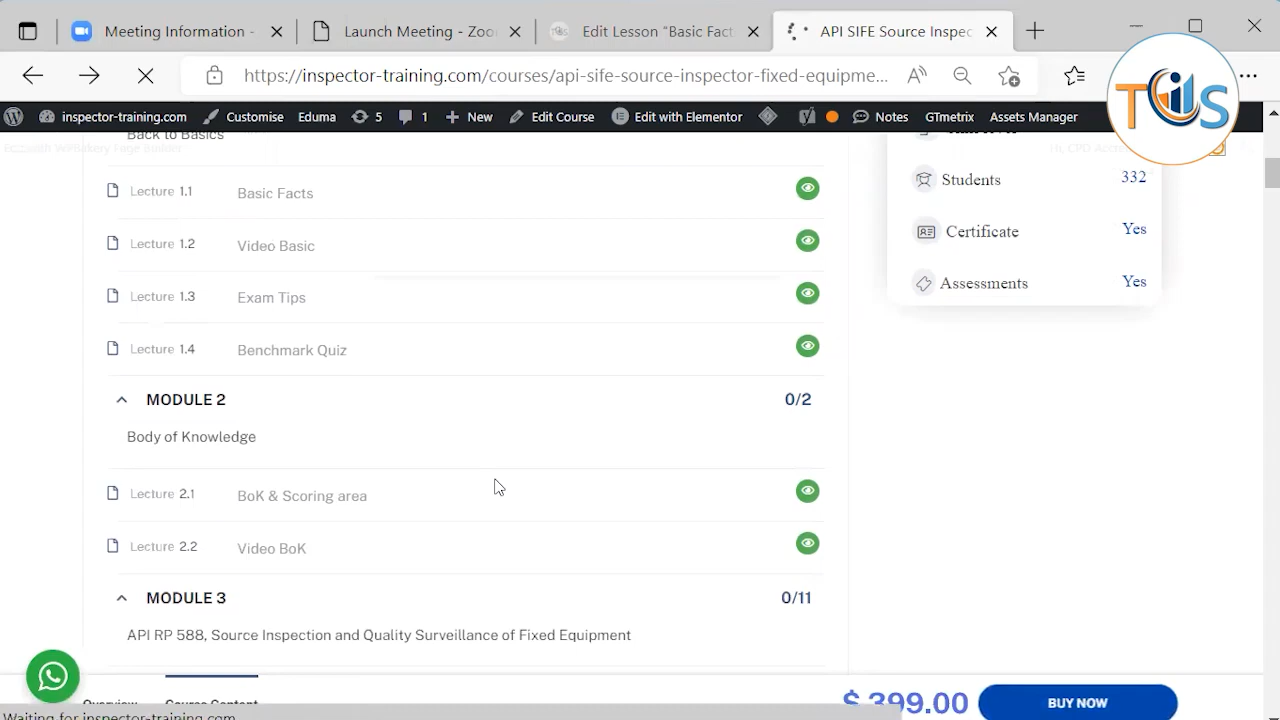 Meeting Information -
Launch Meeting - Zoo
Edit Lesson "Basic Fact
API SIFE Source Inspec
https://inspector-training.com/courses/api-sife-source-inspector-fixed-equipme...
inspector-training.com
Customise
Eduma
5
1
New
Edit Course
Edit with Elementor
Notes
GTmetrix
Assets Manager
TIS
Back to Basics
Lecture 1.1 Basic Facts
Lecture 1.2 Video Basic
Lecture 1.3 Exam Tips
Lecture 1.4 Benchmark Quiz
MODULE 2 0/2
Body of Knowledge
Lecture 2.1 BoK & Scoring area
Lecture 2.2 Video BoK
MODULE 3 0/11
API RP 588, Source Inspection and Quality Surveillance of Fixed Equipment
Students 332
Certificate Yes
Assessments Yes
Overview
Course Content
$ 399.00
BUY NOW
Waiting for inspector-training.com